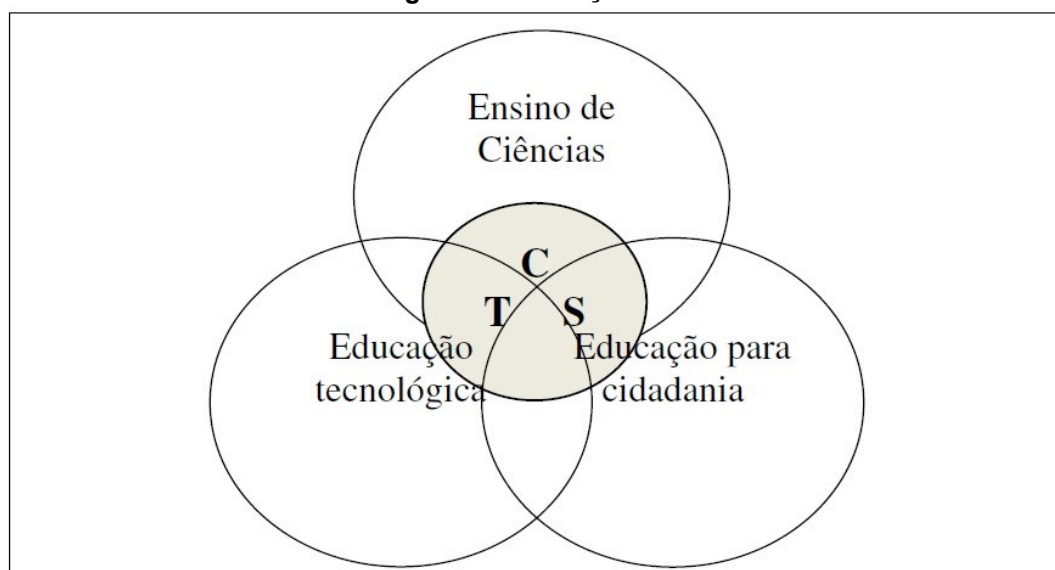 Ensino de
Ciências
C
T S
Educação
tecnológica
Educação para
cidadania